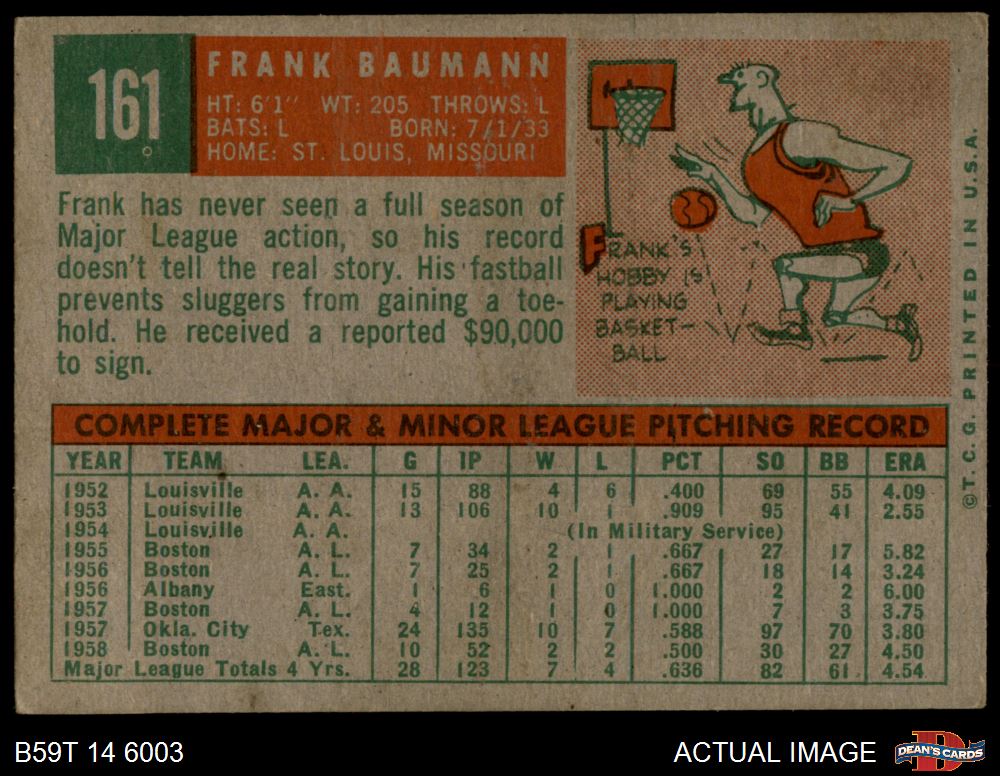 161
FRANK BAUMANN
HT: 6'1" WT: 205 THROWS: L
BATS: L BORN: 7/1/33
HOME: ST. LOUIS, MISSOURI
Frank has never seen a full season of
Major League action, so his record
doesn't tell the real story. His fastball
prevents sluggers from gaining a toe-
hold. He received a reported $90,000
to sign.
FRANK'S
HOBBY IS
PLAYING
BASKET-
BALL
© T. C. G. PRINTED IN U.S.A.
COMPLETE MAJOR & MINOR LEAGUE PITCHING RECORD
YEAR TEAM LEA. G IP W L PCT SO BB ERA
1952 Louisville A. A. 15 88 4 6 .400 69 55 4.09
1953 Louisville A. A. 13 106 10 1 .909 95 41 2.55
1954 Louisville A. A. (In Military Service)
1955 Boston A. L. 7 34 2 1 .667 27 17 5.82
1956 Boston A. L. 7 25 2 1 .667 18 14 3.24
1956 Albany East. 1 6 1 0 1.000 2 2 6.00
1957 Boston A. L. 4 12 1 0 1.000 7 3 3.75
1957 Okla. City Tex. 24 135 10 7 .588 97 70 3.80
1958 Boston A. L. 10 52 2 2 .500 30 27 4.50
Major League Totals 4 Yrs. 28 123 7 4 .636 82 61 4.54
B59T 14 6003
ACTUAL IMAGE
DEAN'S CARDS